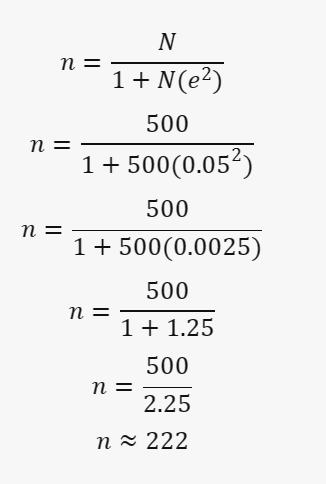 n = N / (1 + N(e²))
n = 500 / (1 + 500(0.05²))
n = 500 / (1 + 500(0.0025))
n = 500 / (1 + 1.25)
n = 500 / 2.25
n ≈ 222